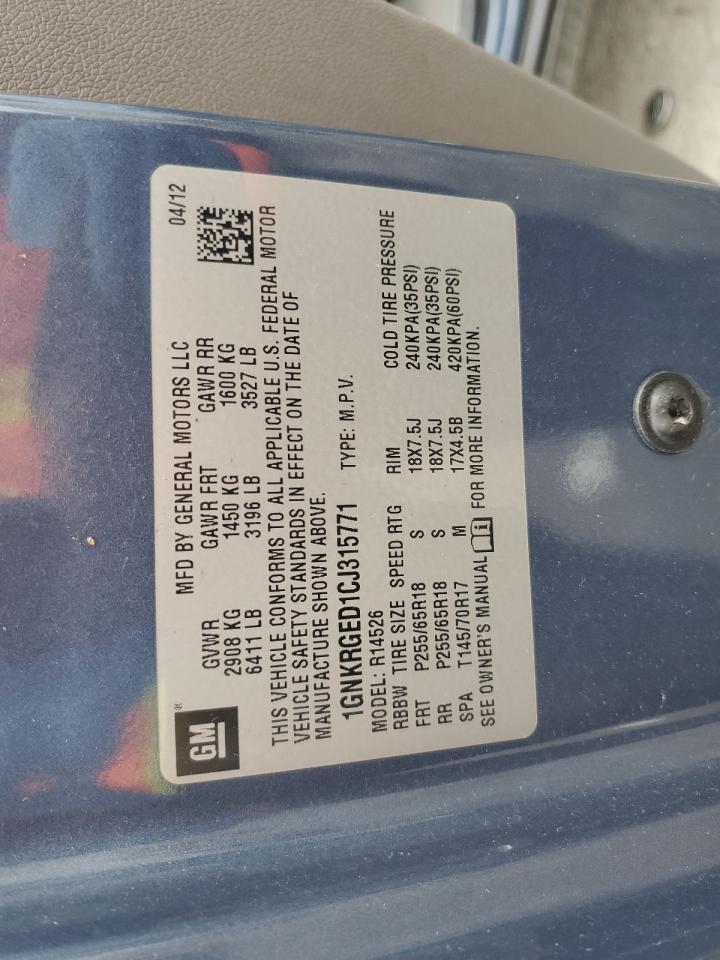 GM ®
MFD BY GENERAL MOTORS LLC 04/12
GVWR GAWR FRT GAWR RR
2908 KG 1450 KG 1600 KG
6411 LB 3196 LB 3527 LB
THIS VEHICLE CONFORMS TO ALL APPLICABLE U.S. FEDERAL MOTOR
VEHICLE SAFETY STANDARDS IN EFFECT ON THE DATE OF
MANUFACTURE SHOWN ABOVE.
1GNKRGED1CJ315771 TYPE: M.P.V.
MODEL: R14526
RBBW TIRE SIZE SPEED RTG RIM COLD TIRE PRESSURE
FRT P255/65R18 S 18X7.5J 240KPA(35PSI)
RR P255/65R18 S 18X7.5J 240KPA(35PSI)
SPA T145/70R17 M 17X4.5B 420KPA(60PSI)
SEE OWNER'S MANUAL FOR MORE INFORMATION.